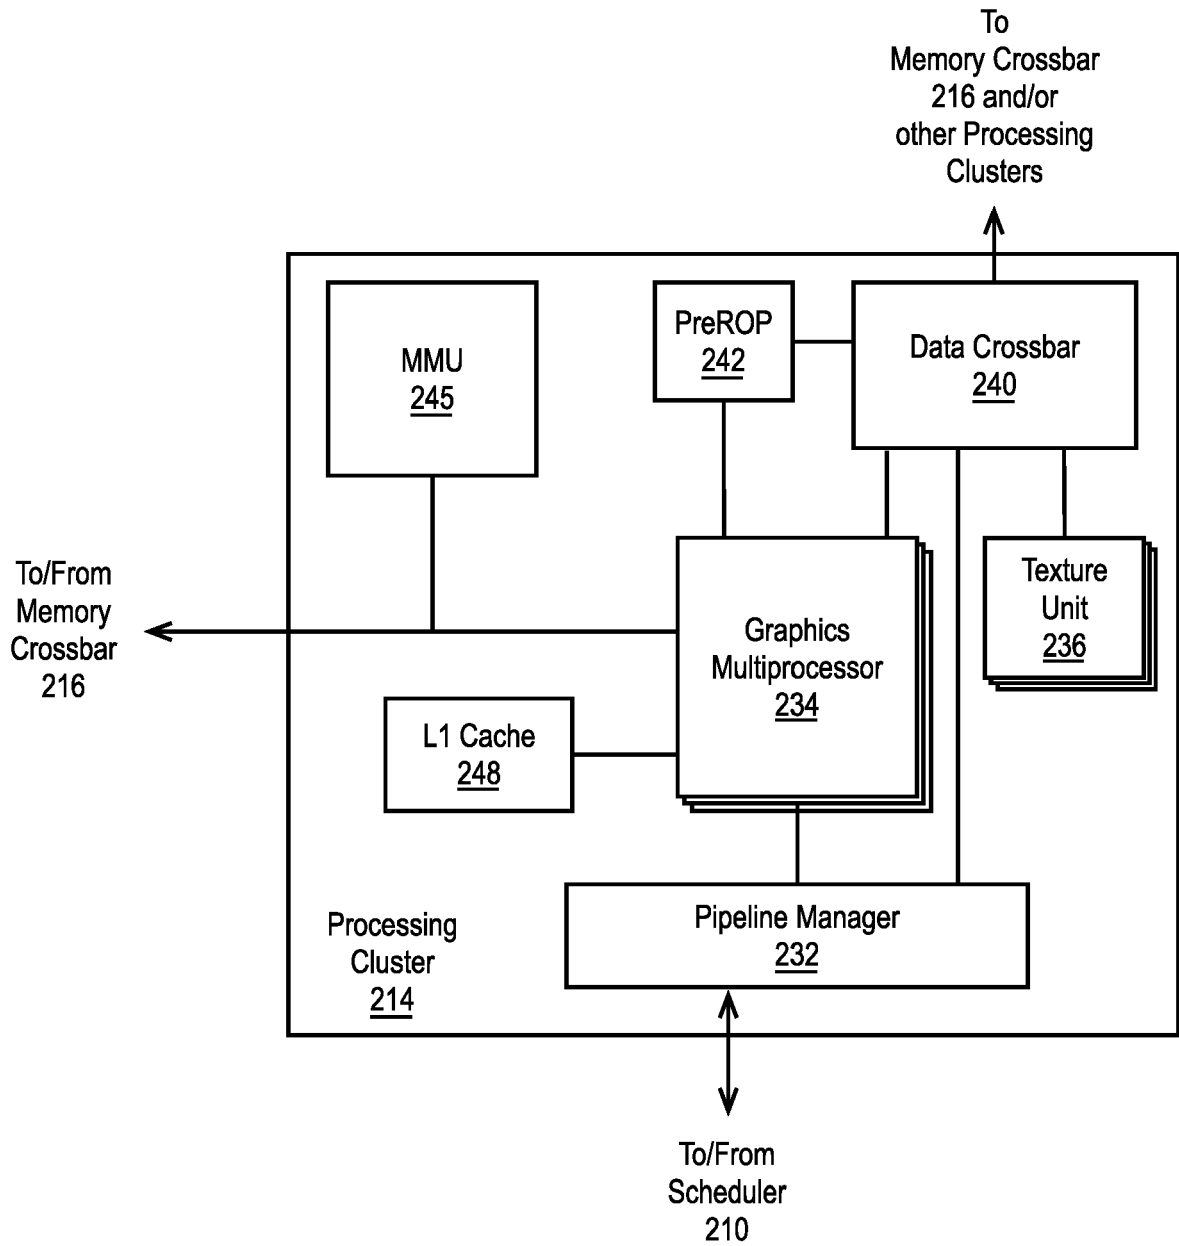 To
Memory Crossbar
216 and/or
other Processing
Clusters
MMU
245
PreROP
242
Data Crossbar
240
To/From
Memory
Crossbar
216
Graphics
Multiprocessor
234
Texture
Unit
236
L1 Cache
248
Pipeline Manager
232
Processing
Cluster
214
To/From
Scheduler
210